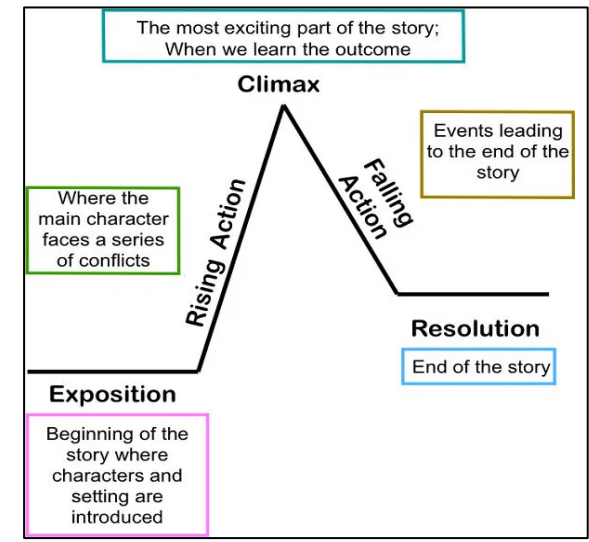 The most exciting part of the story;
When we learn the outcome
Climax
Events leading
to the end of the
story
Falling
Action
Where the
main character
faces a series
of conflicts
Rising Action
Resolution
End of the story
Exposition
Beginning of the
story where
characters and
setting are
introduced